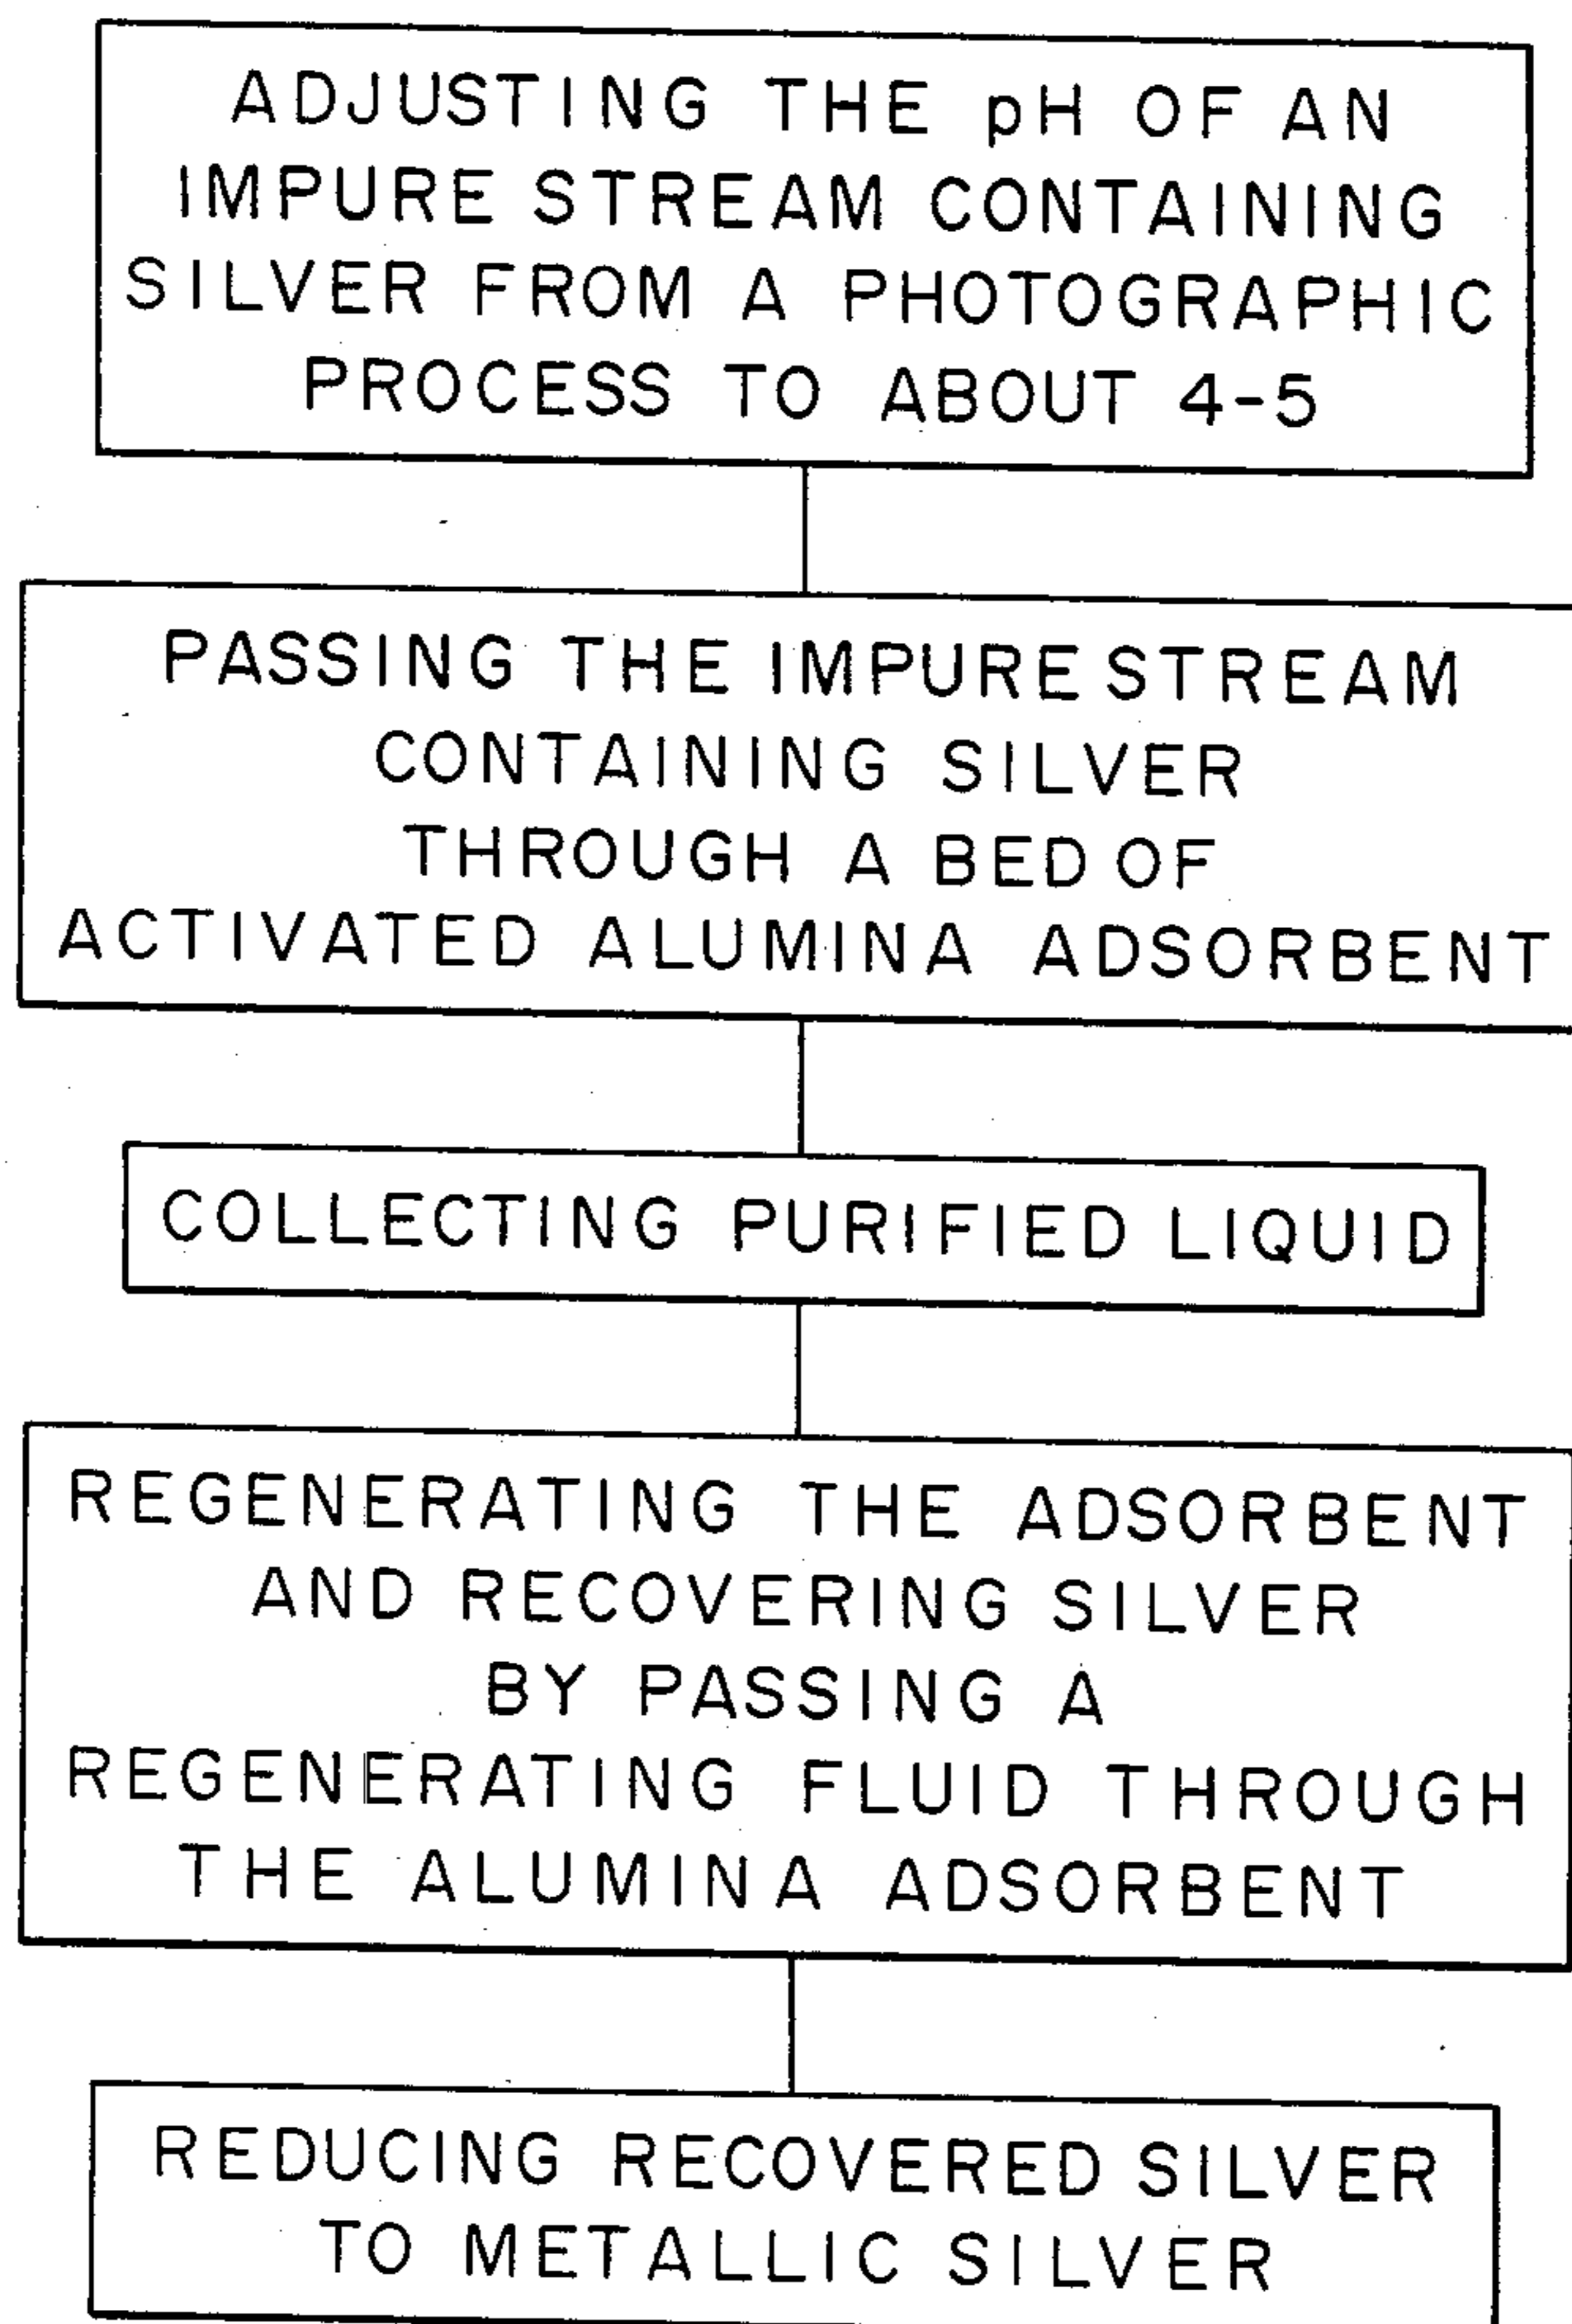 ADJUSTING THE pH OF AN
IMPURE STREAM CONTAINING
SILVER FROM A PHOTOGRAPHIC
PROCESS TO ABOUT 4-5
PASSING THE IMPURE STREAM
CONTAINING SILVER
THROUGH A BED OF
ACTIVATED ALUMINA ADSORBENT
COLLECTING PURIFIED LIQUID
REGENERATING THE ADSORBENT
AND RECOVERING SILVER
BY PASSING A
REGENERATING FLUID THROUGH
THE ALUMINA ADSORBENT
REDUCING RECOVERED SILVER
TO METALLIC SILVER